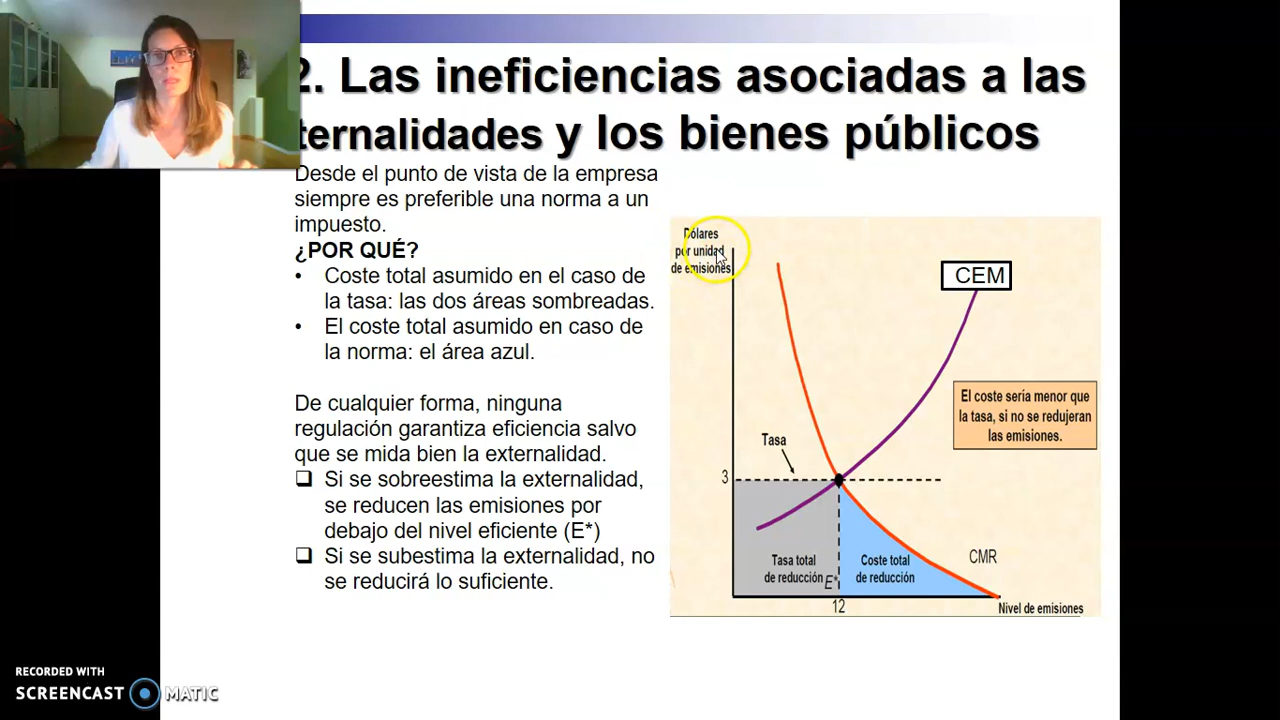 2. Las ineficiencias asociadas a las
ternalidades y los bienes públicos
Desde el punto de vista de la empresa
siempre es preferible una norma a un
impuesto.
¿POR QUÉ?
• Coste total asumido en el caso de
la tasa: las dos áreas sombreadas.
• El coste total asumido en caso de
la norma: el área azul.
De cualquier forma, ninguna
regulación garantiza eficiencia salvo
que se mida bien la externalidad.
❑ Si se sobreestima la externalidad,
se reducen las emisiones por
debajo del nivel eficiente (E*)
❑ Si se subestima la externalidad, no
se reducirá lo suficiente.
Dólares
por unidad
de emisiones
CEM
El coste sería menor que
la tasa, si no se redujeran
las emisiones.
Tasa
3
Tasa total
de reducción
E*
Coste total
de reducción
CMR
12
Nivel de emisiones
RECORDED WITH
SCREENCAST MATIC